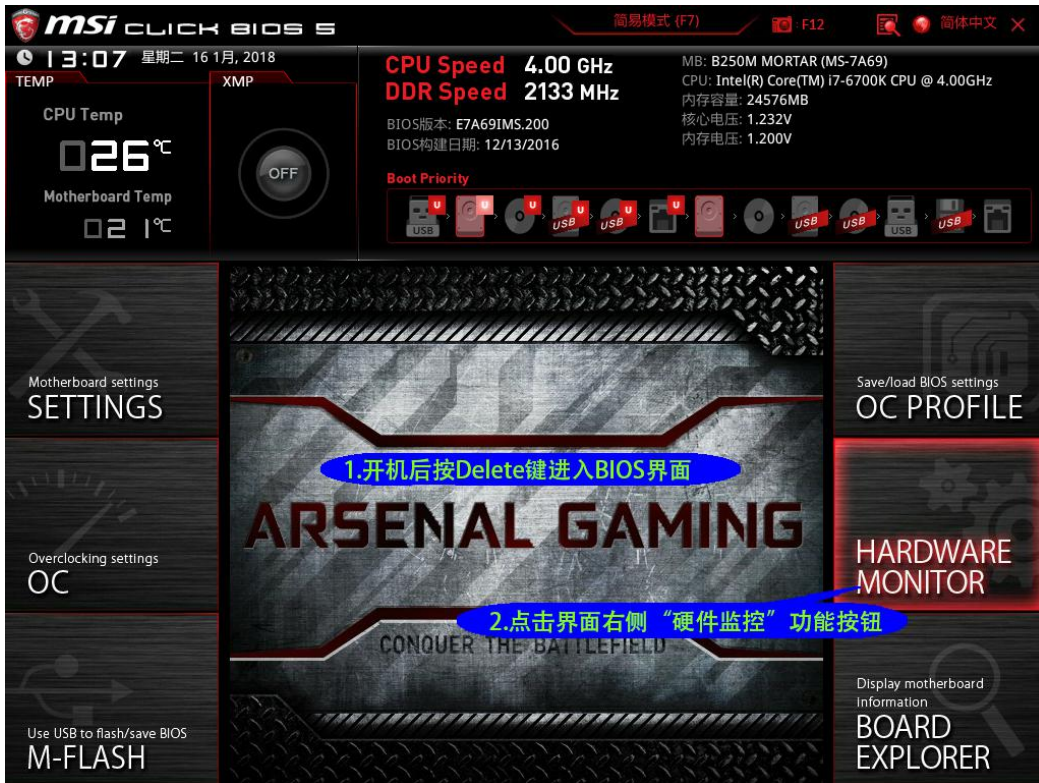 msi CLICK BIOS 5
简易模式 (F7)
: F12
简体中文
13:07 星期二 16 1月, 2018
TEMP
XMP
CPU Temp
026℃
Motherboard Temp
021℃
OFF
CPU Speed 4.00 GHz
DDR Speed 2133 MHz
BIOS版本: E7A69IMS.200
BIOS构建日期: 12/13/2016
MB: B250M MORTAR (MS-7A69)
CPU: Intel(R) Core(TM) i7-6700K CPU @ 4.00GHz
内存容量: 24576MB
核心电压: 1.232V
内存电压: 1.200V
Boot Priority
U U U U U U
USB USB USB USB USB USB USB
Motherboard settings
SETTINGS
Overclocking settings
OC
Use USB to flash/save BIOS
M-FLASH
1.开机后按Delete键进入BIOS界面
ARSENAL GAMING
2.点击界面右侧“硬件监控”功能按钮
CONQUER THE BATTLEFIELD
Save/load BIOS settings
OC PROFILE
HARDWARE
MONITOR
Display motherboard
information
BOARD
EXPLORER